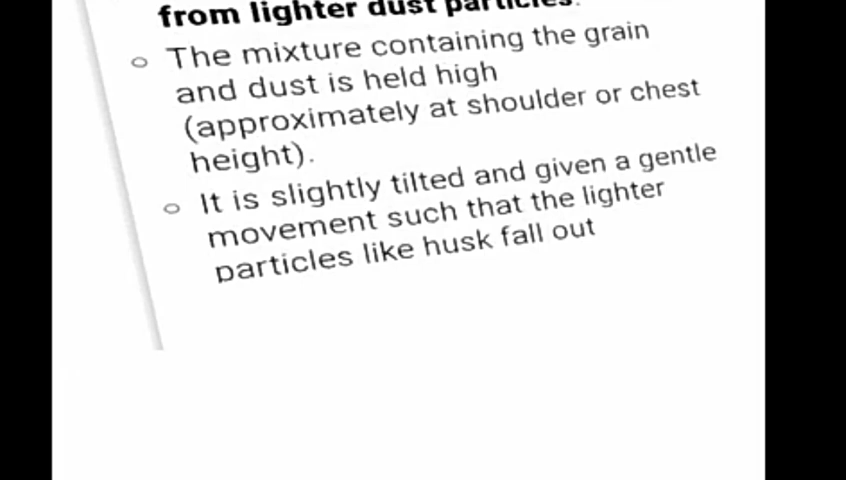 from lighter dust particles.
o The mixture containing the grain
and dust is held high
(approximately at shoulder or chest
height).
o It is slightly tilted and given a gentle
movement such that the lighter
particles like husk fall out